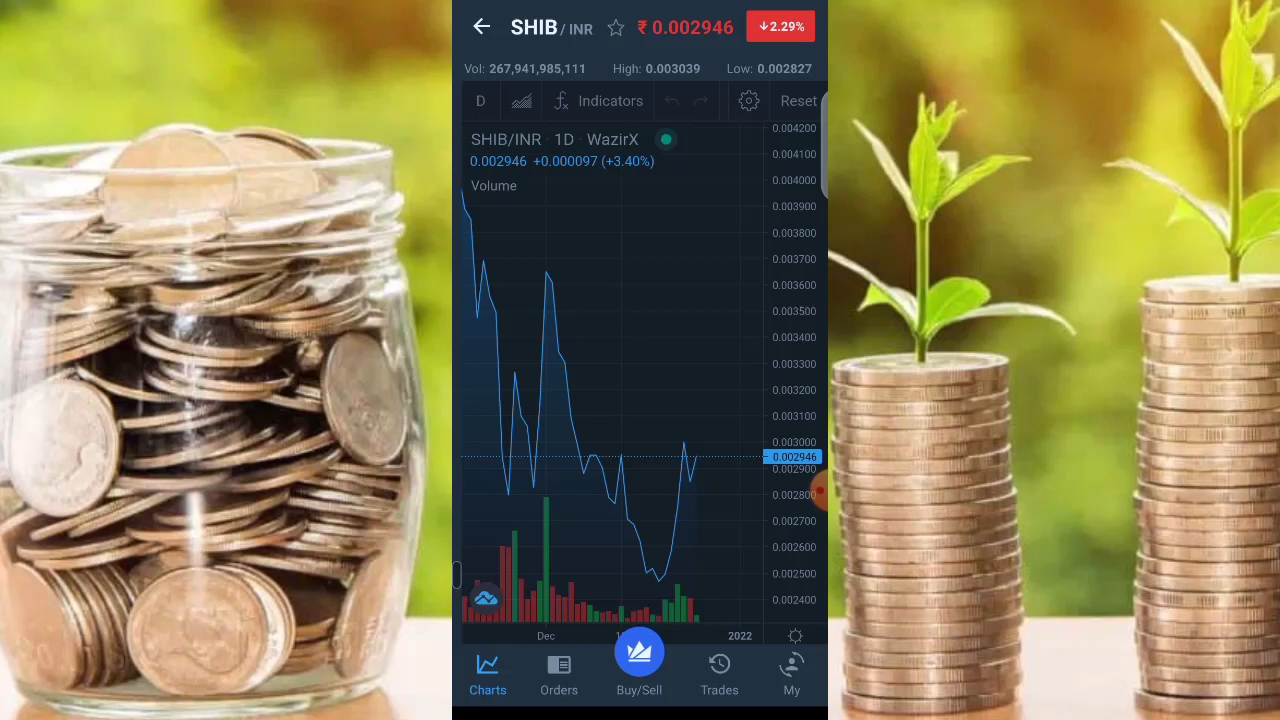 SHIB / INR ₹ 0.002946 2.29%
Vol: 267,941,985,111 High: 0.003039 Low: 0.002827
D Indicators Reset
SHIB/INR · 1D · WazirX
0.002946 +0.000097 (+3.40%)
Volume
0.004200
0.004100
0.004000
0.003900
0.003800
0.003700
0.003600
0.003500
0.003400
0.003300
0.003200
0.003100
0.003000
0.002946
0.002900
0.002800
0.002700
0.002600
0.002500
0.002400
Dec 2022
Charts Orders Buy/Sell Trades My